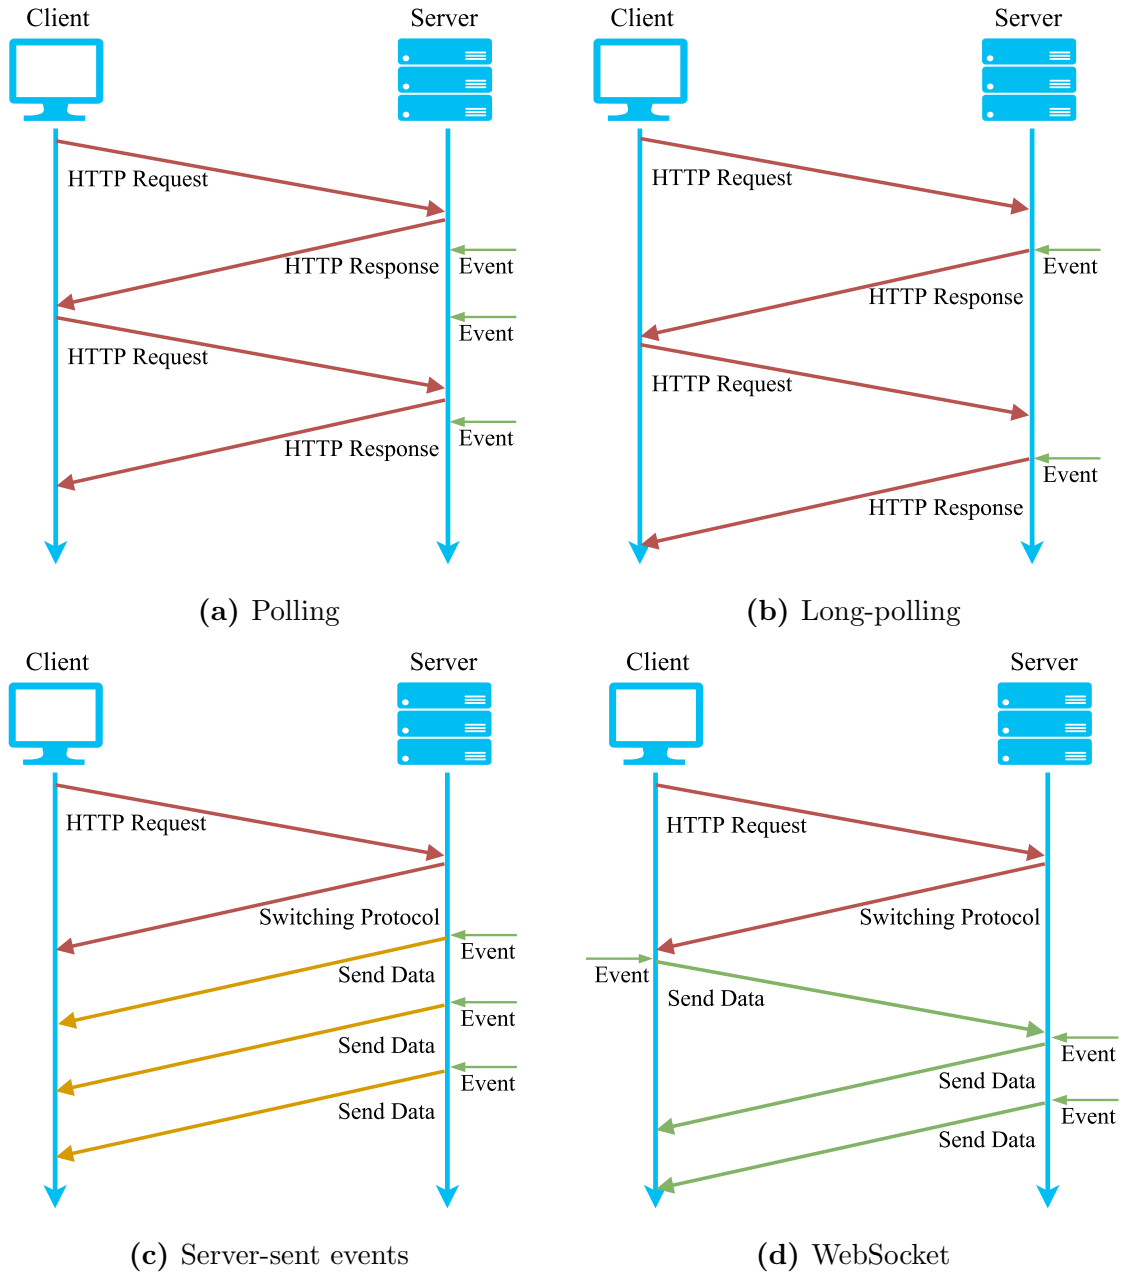 Client
Server
HTTP Request
HTTP Response
Event
Event
HTTP Request
Event
HTTP Response
(a) Polling
Client
Server
HTTP Request
Event
HTTP Response
HTTP Request
Event
HTTP Response
(b) Long-polling
Client
Server
HTTP Request
Switching Protocol
Event
Send Data
Event
Send Data
Event
Send Data
(c) Server-sent events
Client
Server
HTTP Request
Switching Protocol
Event
Send Data
Event
Send Data
Event
Send Data
(d) WebSocket